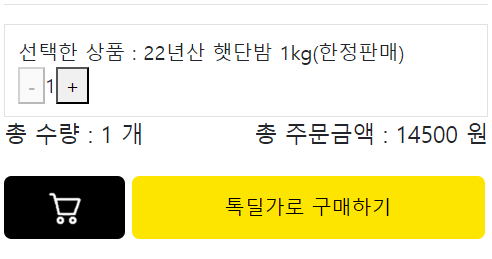 선택한 상품 : 22년산 햇단밤 1kg(한정판매)
- 1 +
총 수량 : 1 개 총 주문금액 : 14500 원
톡딜가로 구매하기